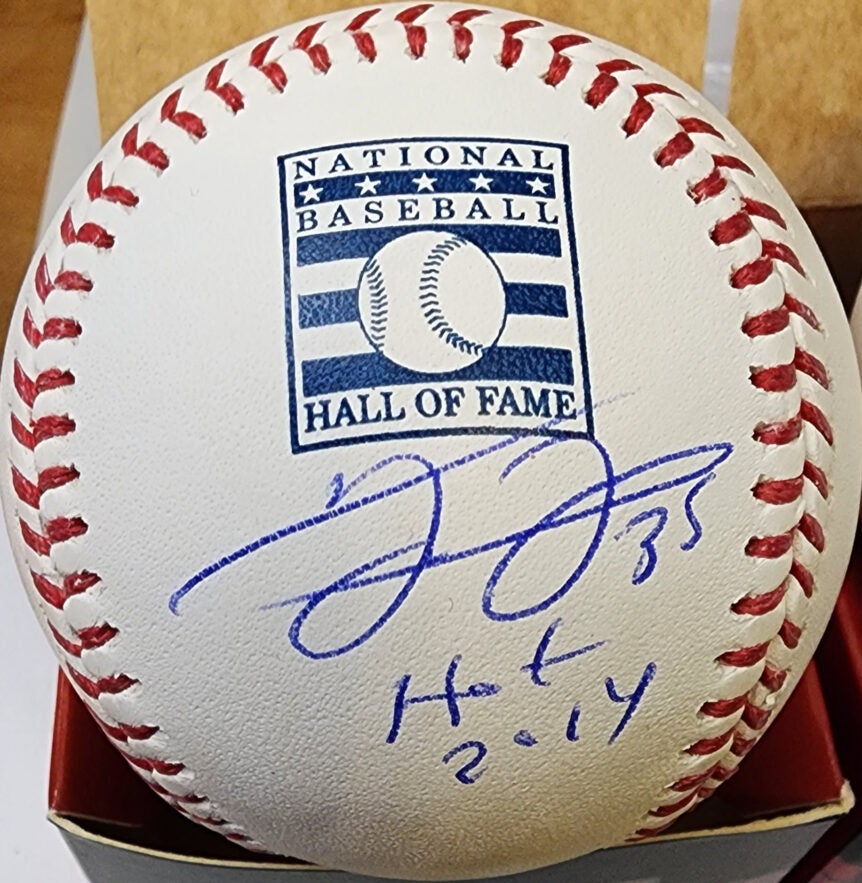 NATIONAL
BASEBALL
HALL OF FAME
35
HoF
2014